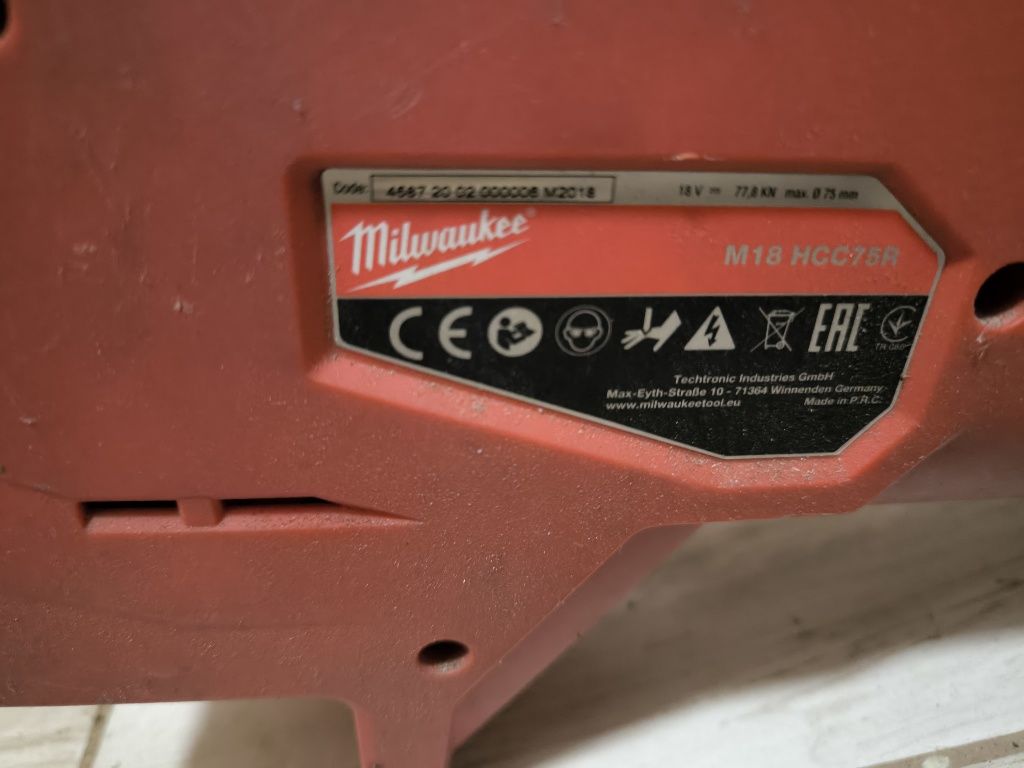 Code: 4567 20 02 000006 M2018 18 V 77,8 KN max. Ø 75 mm
Milwaukee®
M18 HCC75R
CE EAC
Techtronic Industries GmbH
Max-Eyth-Straße 10 - 71364 Winnenden Germany
www.milwaukeetool.eu Made in P.R.C.